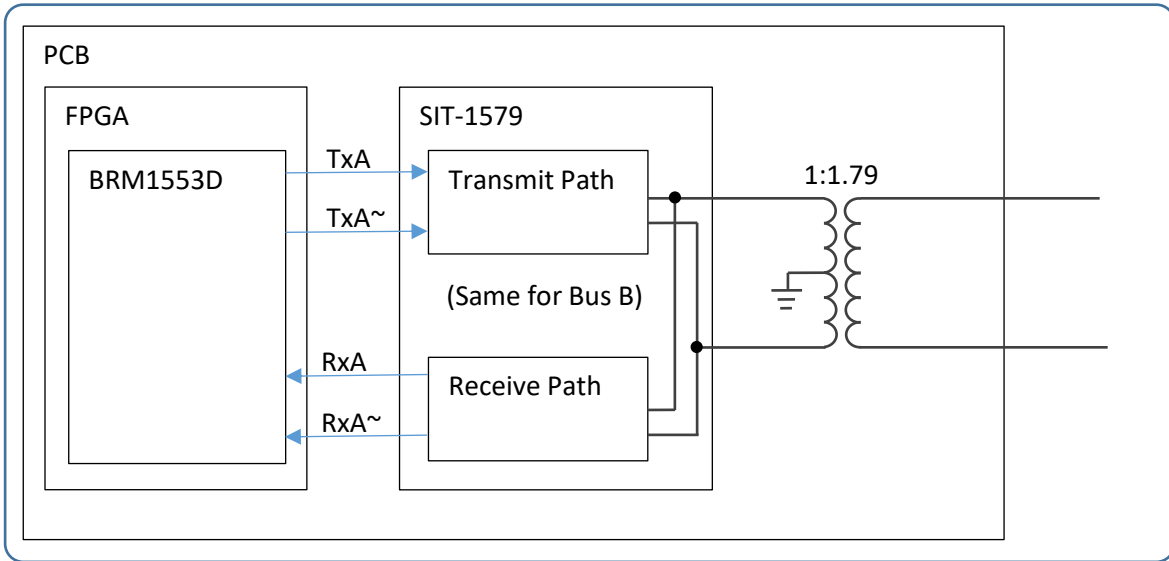 PCB
FPGA
SIT-1579
BRM1553D
TxA
TxA~
Transmit Path
1:1.79
(Same for Bus B)
RxA
RxA~
Receive Path